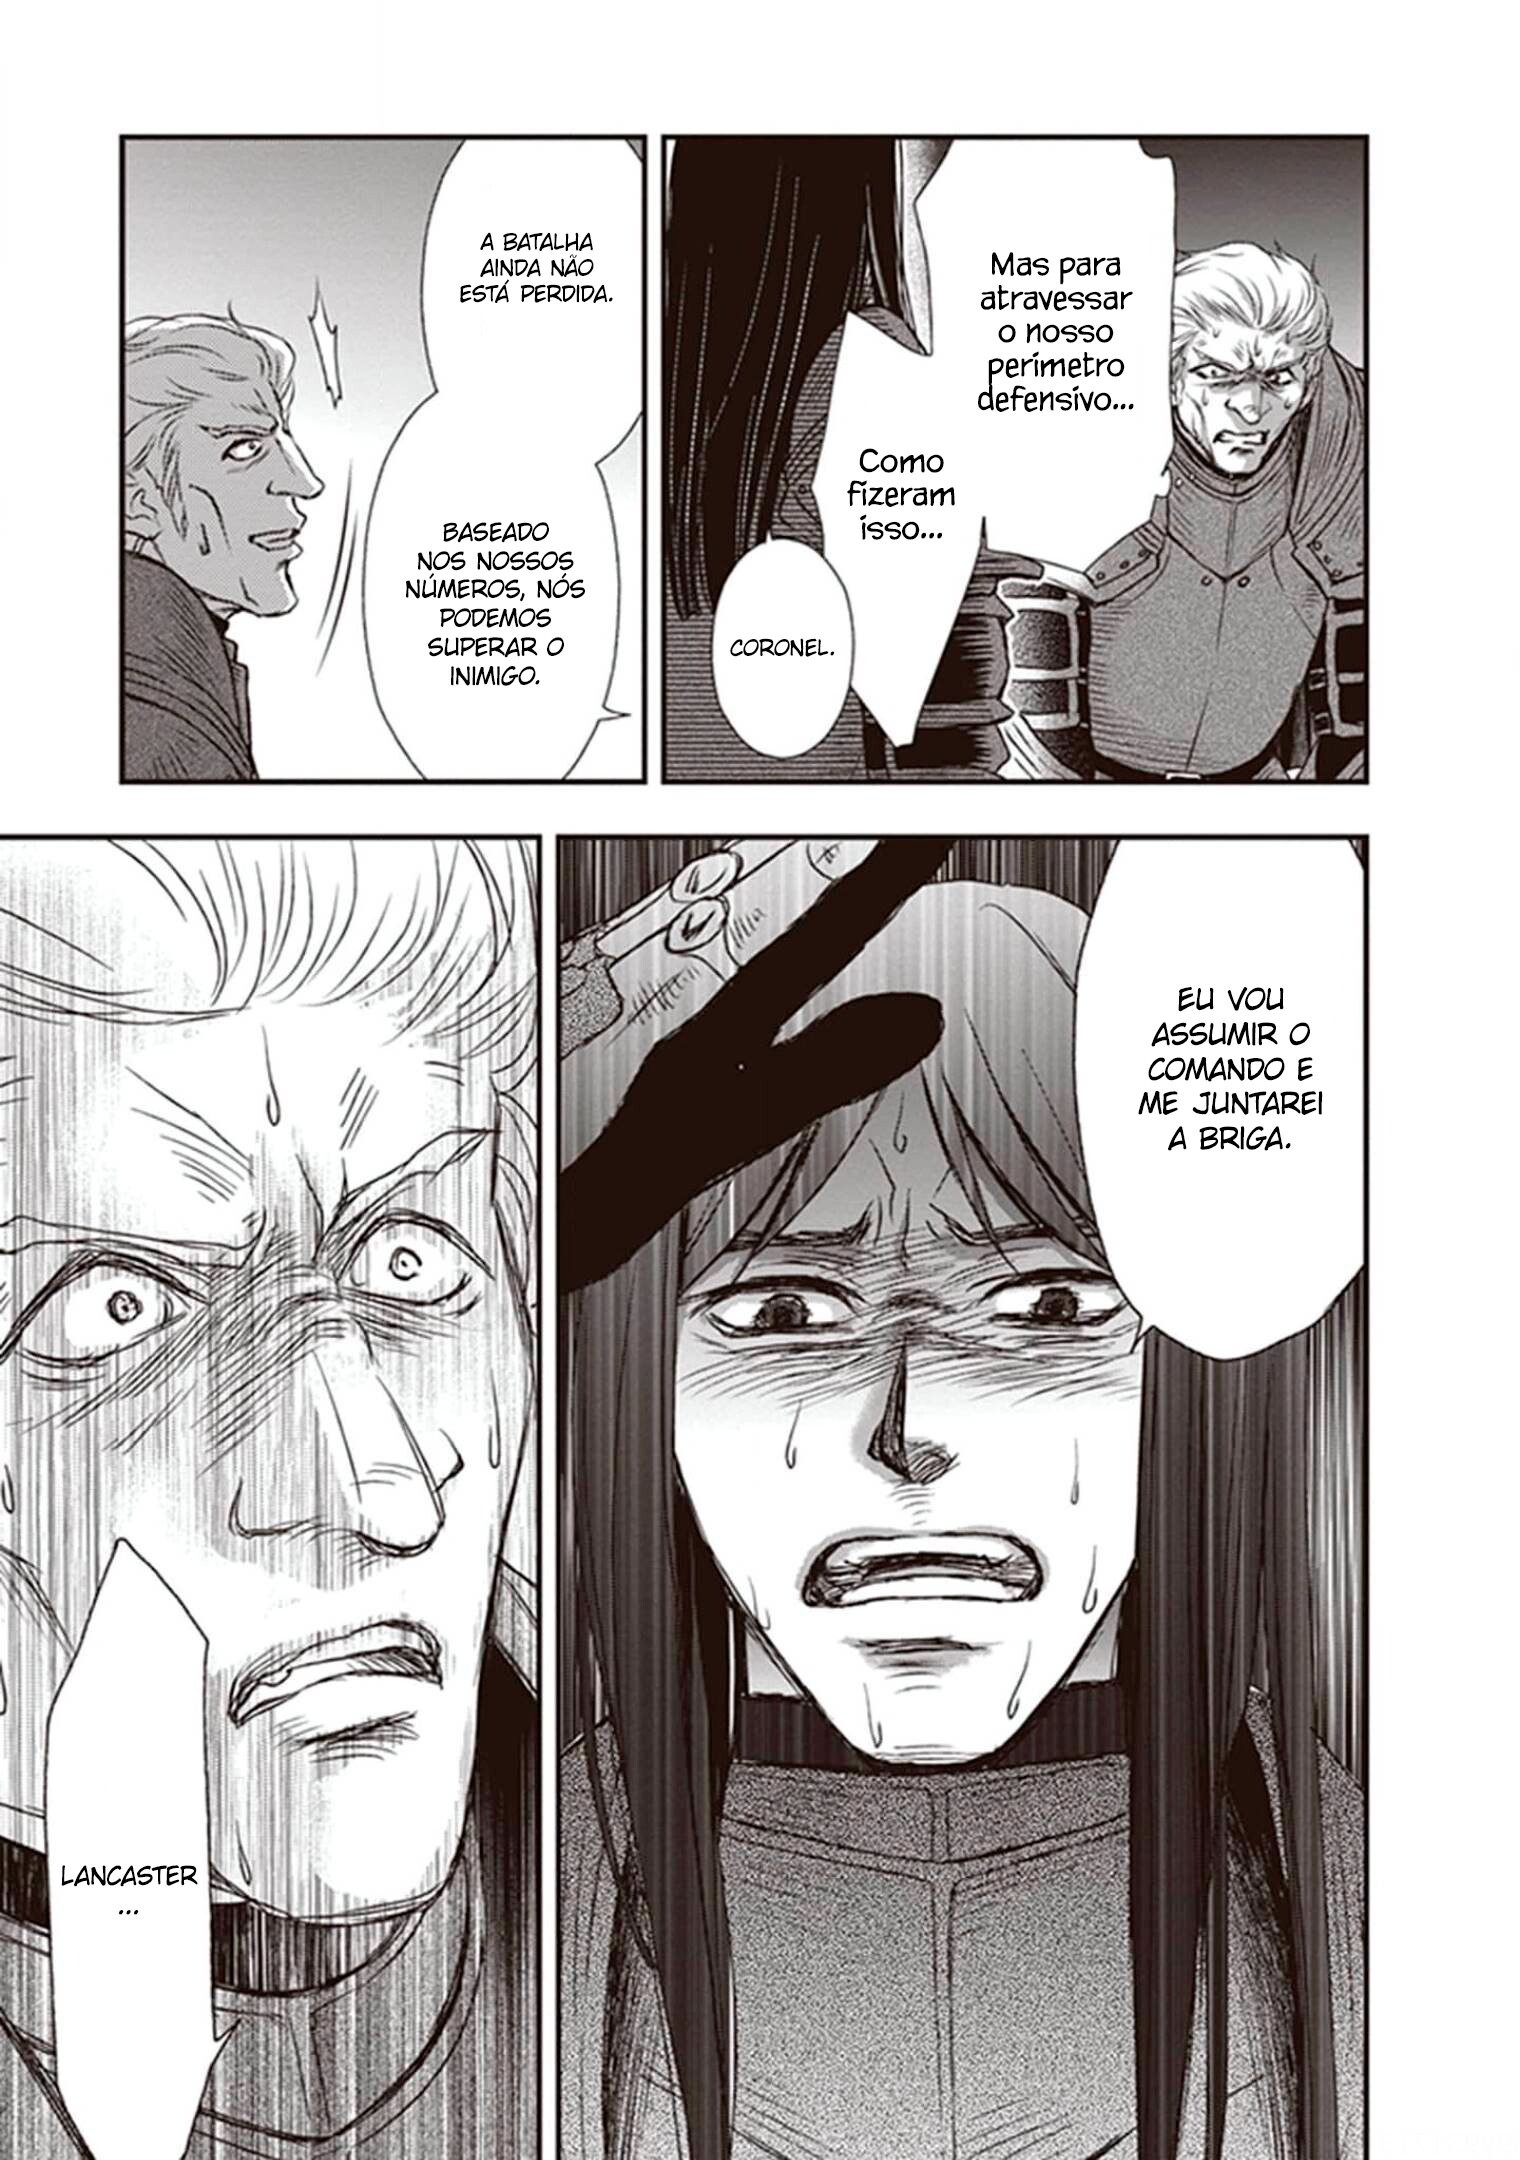 Mas para
atravessar
o nosso
perímetro
defensivo...
Como
fizeram
isso...
CORONEL.
A BATALHA
AINDA NÃO
ESTÁ PERDIDA.
BASEADO
NOS NOSSOS
NÚMEROS, NÓS
PODEMOS
SUPERAR O
INIMIGO.
EU VOU
ASSUMIR O
COMANDO E
ME JUNTAREI
A BRIGA.
LANCASTER
...